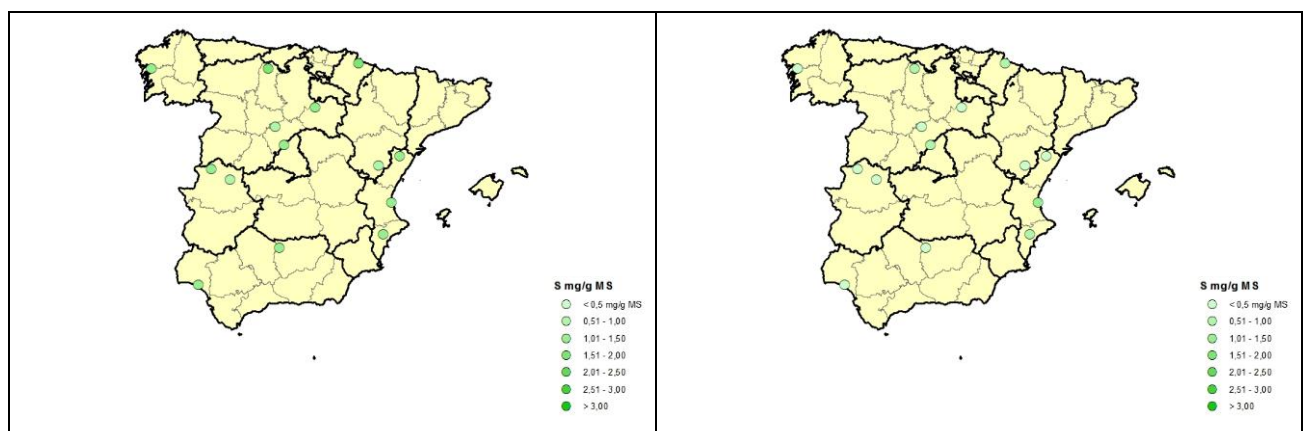 S mg/g MS
< 0,5 mg/g MS
0,51 - 1,00
1,01 - 1,50
1,51 - 2,00
2,01 - 2,50
2,51 - 3,00
> 3,00
S mg/g MS
< 0,5 mg/g MS
0,51 - 1,00
1,01 - 1,50
1,51 - 2,00
2,01 - 2,50
2,51 - 3,00
> 3,00